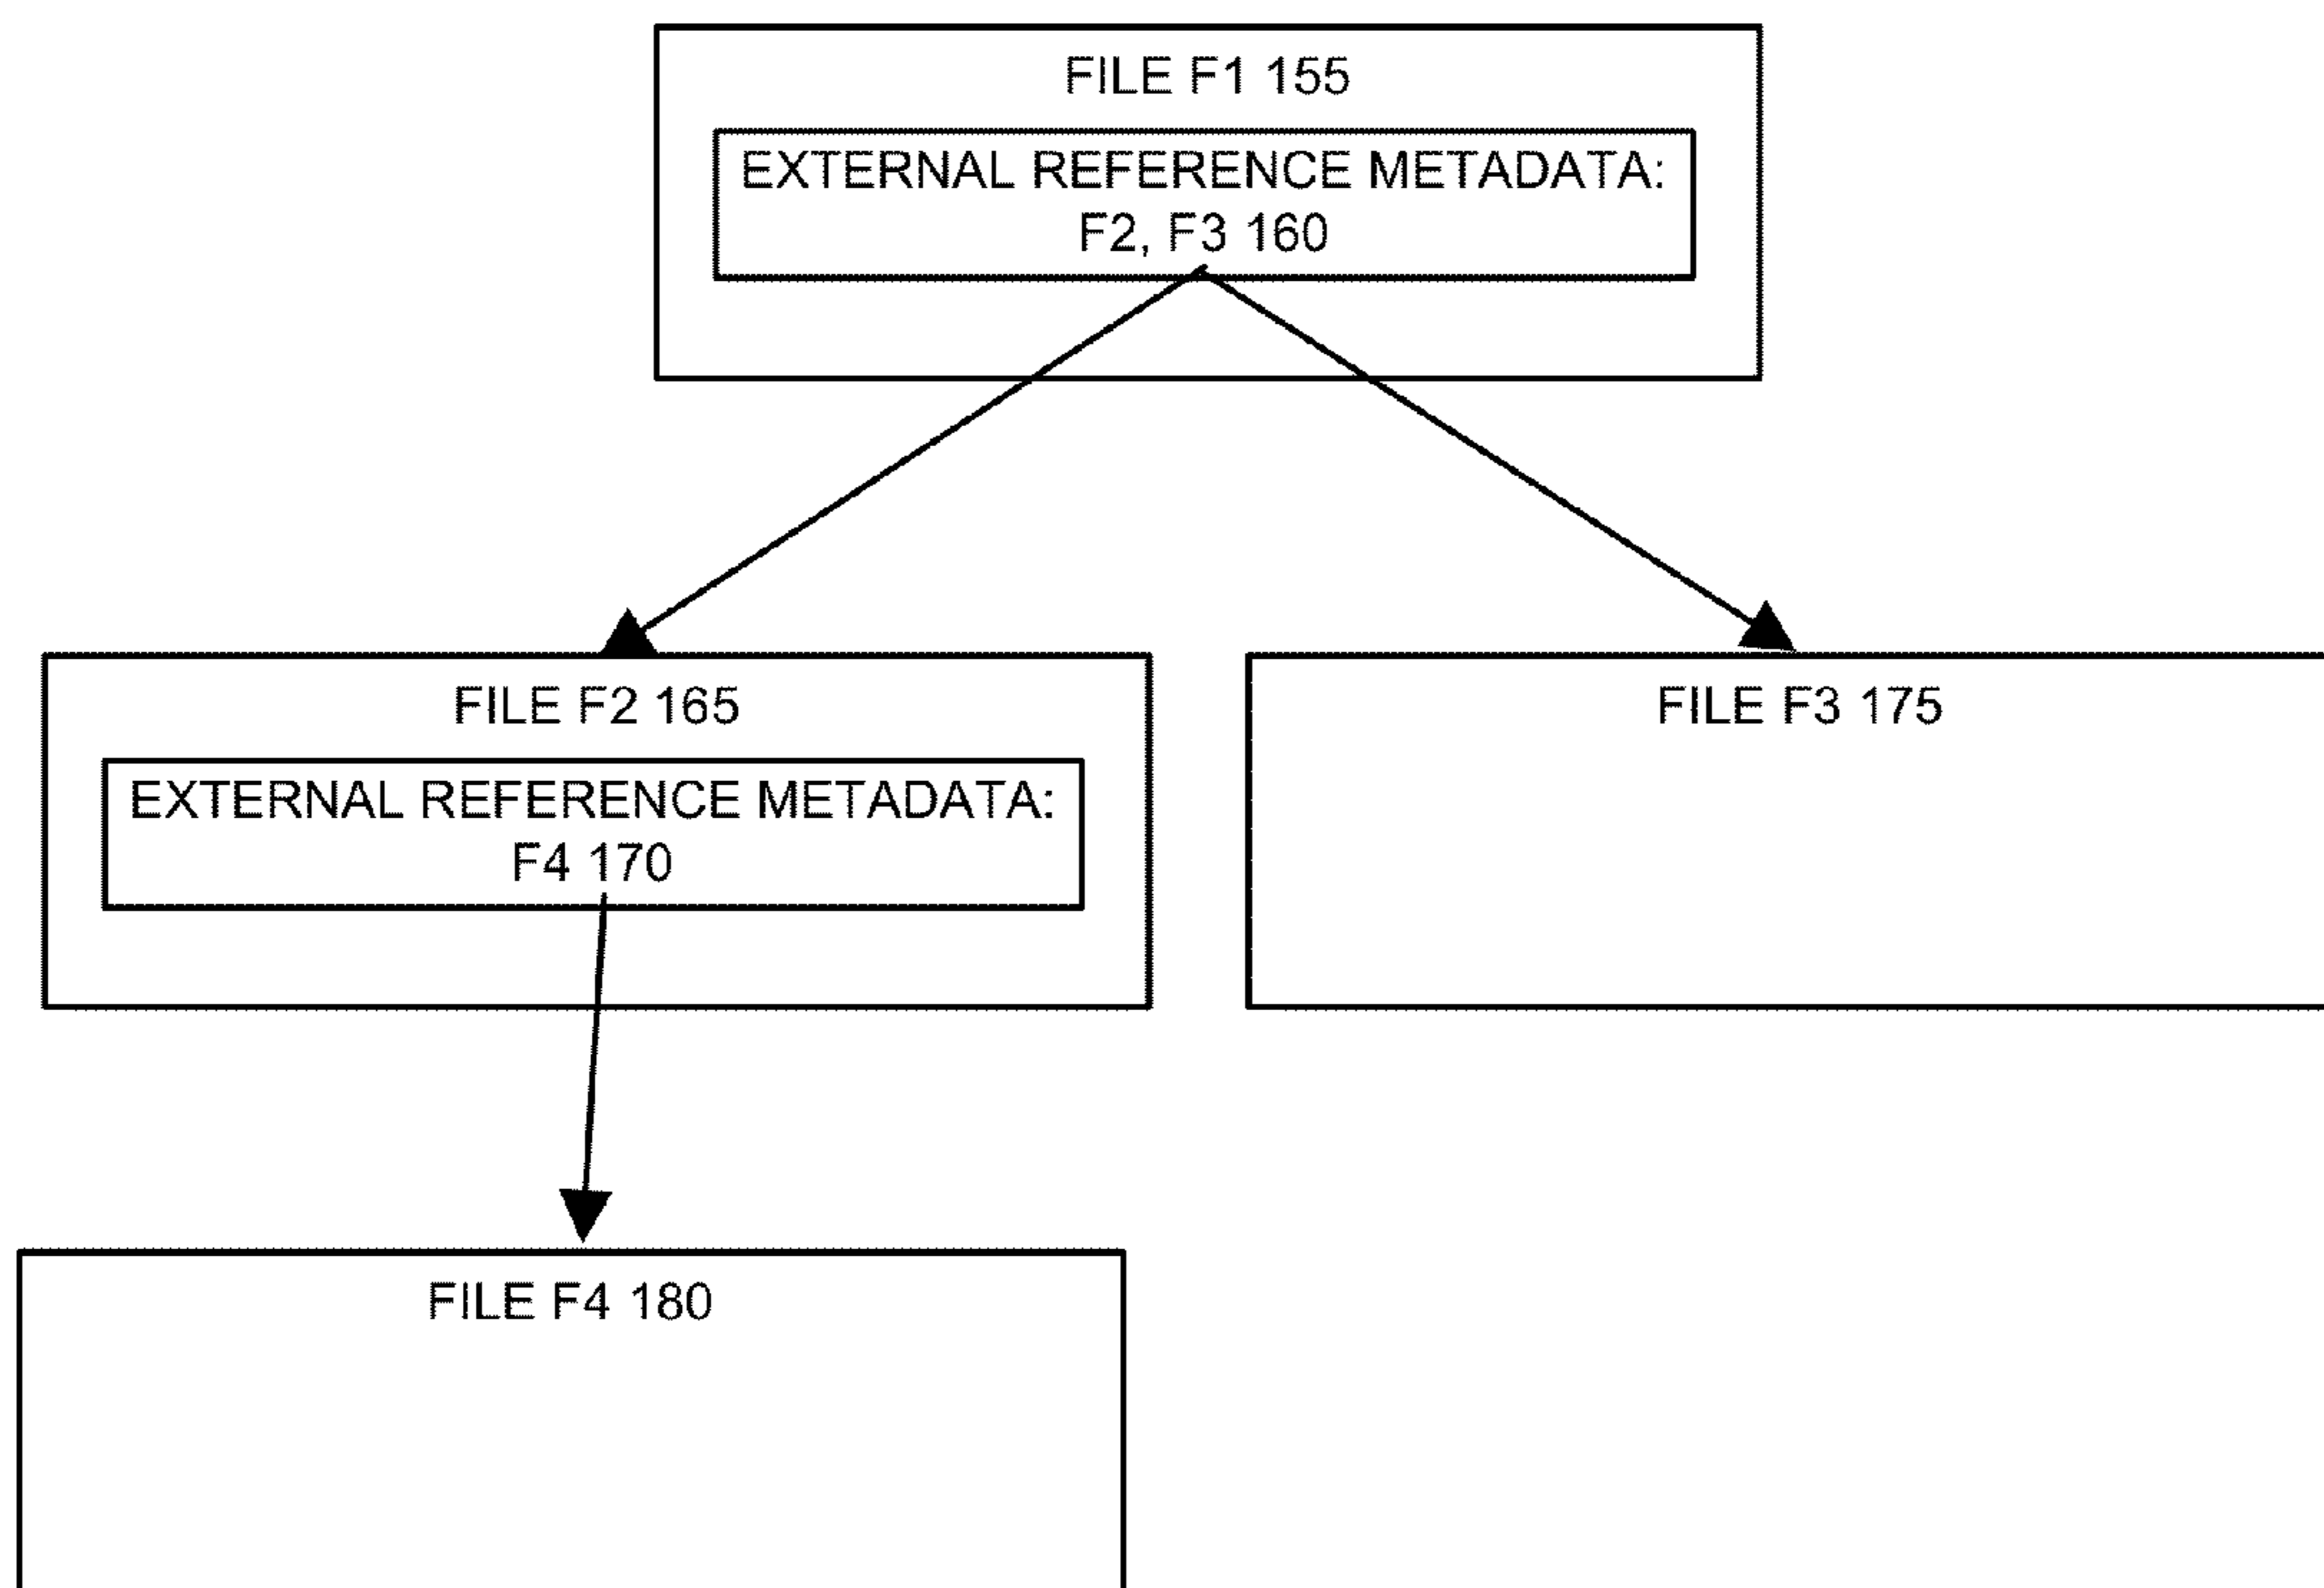 FILE F1 155
EXTERNAL REFERENCE METADATA:
F2, F3 160
FILE F2 165
EXTERNAL REFERENCE METADATA:
F4 170
FILE F3 175
FILE F4 180